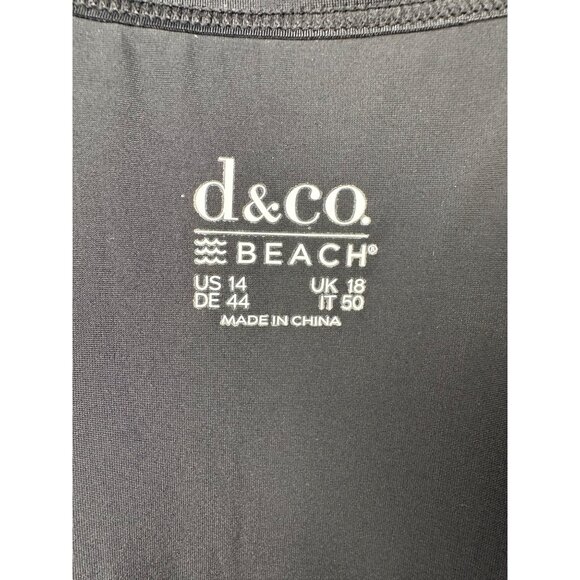 d&co.
BEACH®
US 14 UK 18
DE 44 IT 50
MADE IN CHINA